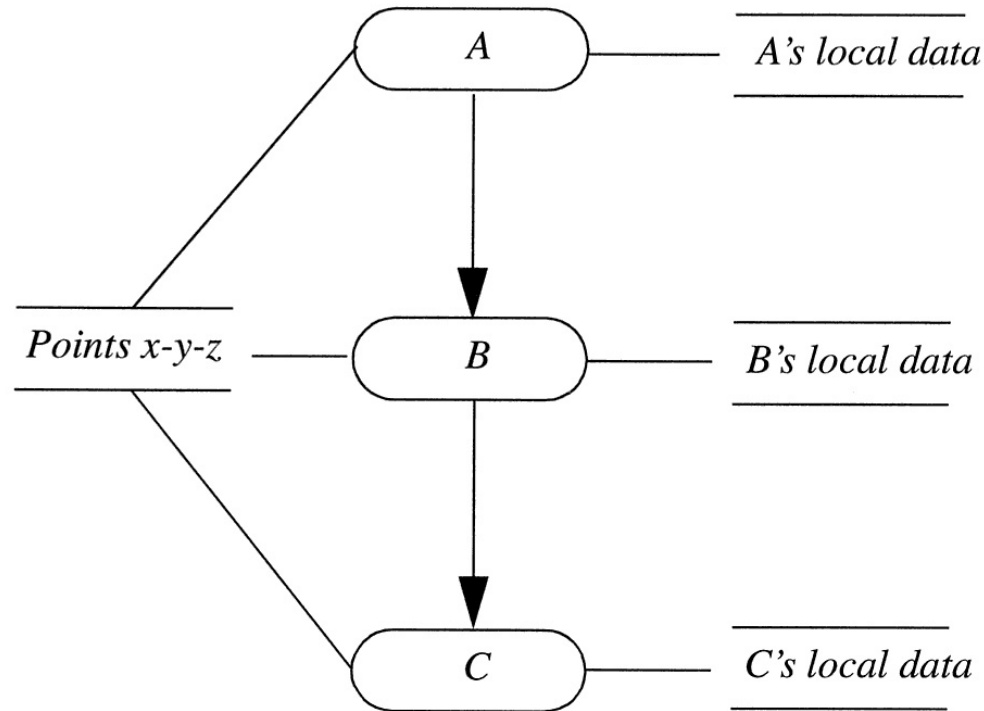 A
A's local data
Points x-y-z
B
B's local data
C
C's local data